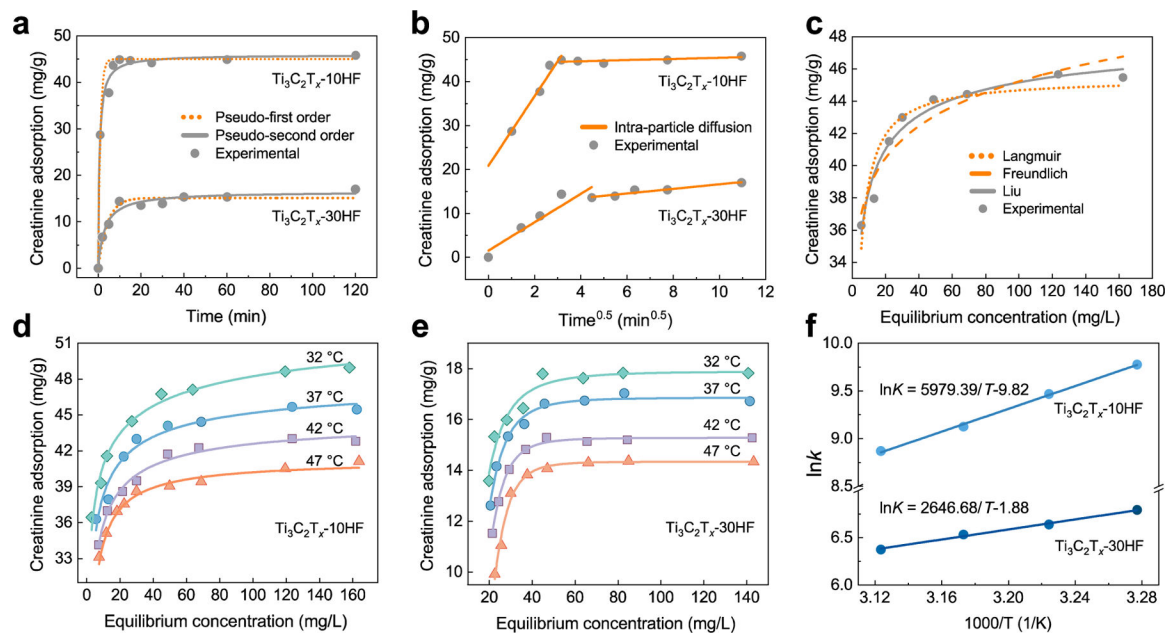 a
Creatinine adsorption (mg/g)
50
40
30
20
10
0
Ti₃C₂Tₓ-10HF
Pseudo-first order
Pseudo-second order
Experimental
Ti₃C₂Tₓ-30HF
0 20 40 60 80 100 120
Time (min)
b
Creatinine adsorption (mg/g)
50
40
30
20
10
0
Ti₃C₂Tₓ-10HF
Intra-particle diffusion
Experimental
Ti₃C₂Tₓ-30HF
0 2 4 6 8 10 12
Time⁰·⁵ (min⁰·⁵)
c
Creatinine adsorption (mg/g)
48
46
44
42
40
38
36
34
Langmuir
Freundlich
Liu
Experimental
0 20 40 60 80 100 120 140 160 180
Equilibrium concentration (mg/L)
d
Creatinine adsorption (mg/g)
51
48
45
42
39
36
33
32 °C
37 °C
42 °C
47 °C
Ti₃C₂Tₓ-10HF
0 20 40 60 80 100 120 140 160
Equilibrium concentration (mg/L)
e
Creatinine adsorption (mg/g)
18
16
14
12
10
32 °C
37 °C
42 °C
47 °C
Ti₃C₂Tₓ-30HF
20 40 60 80 100 120 140
Equilibrium concentration (mg/L)
f
lnk
10.0
9.5
9.0
8.5
6.5
6.0
lnK = 5979.39/T-9.82
Ti₃C₂Tₓ-10HF
lnK = 2646.68/T-1.88
Ti₃C₂Tₓ-30HF
3.12 3.16 3.20 3.24 3.28
1000/T (1/K)